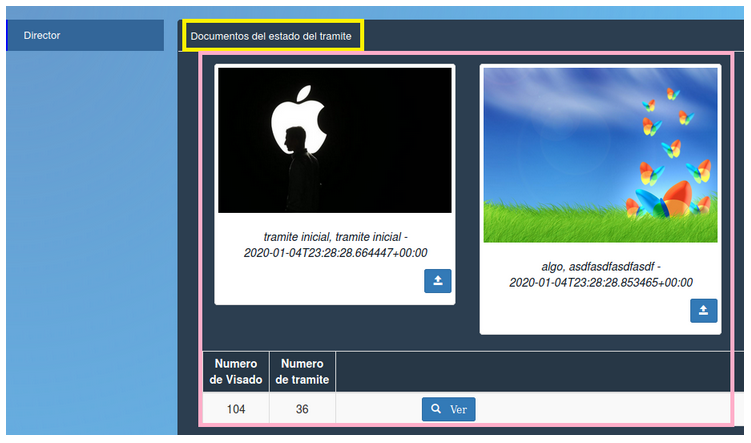 Director
Documentos del estado del tramite
tramite inicial, tramite inicial -
2020-01-04T23:28:28.664447+00:00
algo, asdfasdfasdfasdf -
2020-01-04T23:28:28.853465+00:00
Numero de Visado
Numero de tramite
104
36
Ver